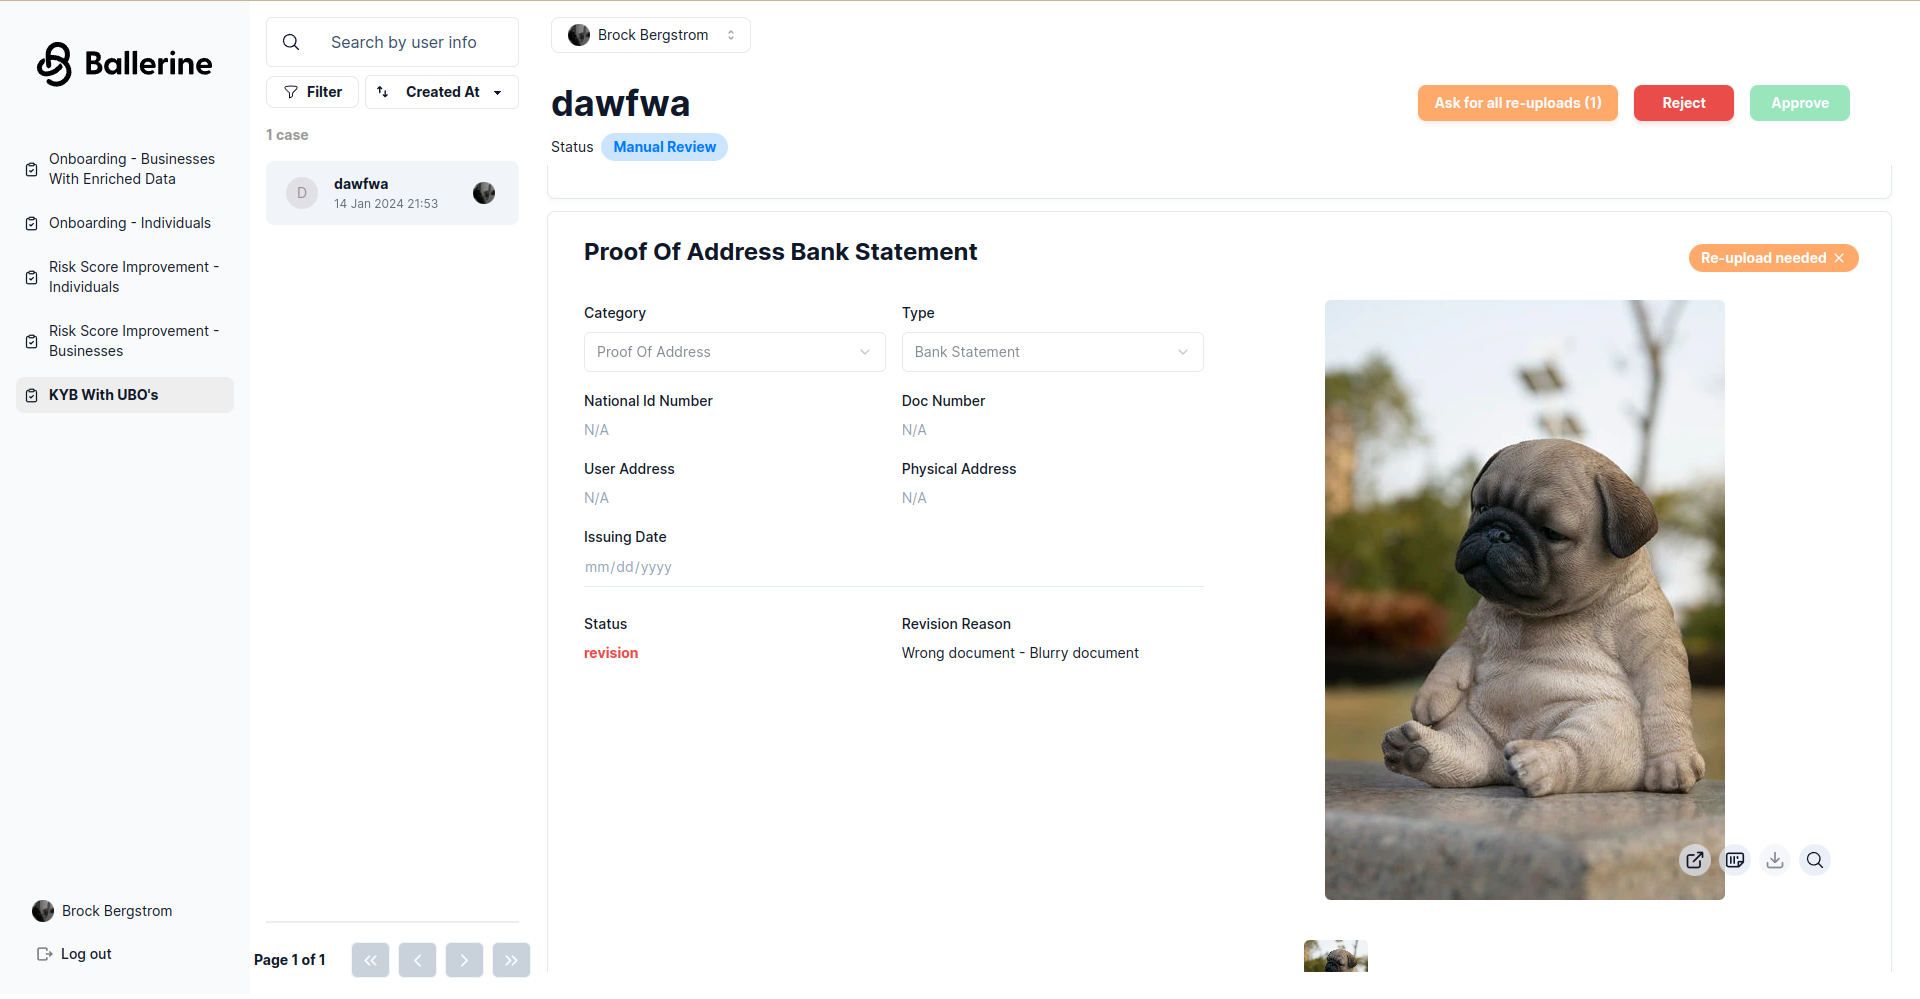 Ballerine
Onboarding - Businesses
With Enriched Data
Onboarding - Individuals
Risk Score Improvement -
Individuals
Risk Score Improvement -
Businesses
KYB With UBO's
Brock Bergstrom
Log out
Search by user info
Filter
Created At
1 case
D
dawfwa
14 Jan 2024 21:53
Page 1 of 1
Brock Bergstrom
dawfwa
Ask for all re-uploads (1)
Reject
Approve
Status
Manual Review
Proof Of Address Bank Statement
Re-upload needed
Category
Type
Proof Of Address
Bank Statement
National Id Number
Doc Number
N/A
N/A
User Address
Physical Address
N/A
N/A
Issuing Date
mm/dd/yyyy
Status
Revision Reason
revision
Wrong document - Blurry document